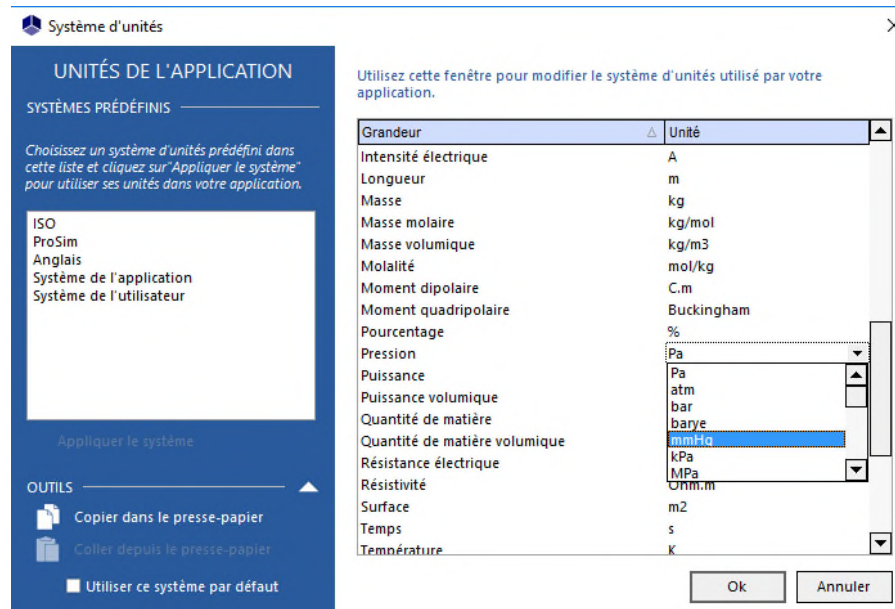 Système d'unités
UNITÉS DE L'APPLICATION
SYSTÈMES PRÉDÉFINIS
Choisissez un système d'unités prédéfini dans
cette liste et cliquez sur"Appliquer le système"
pour utiliser ses unités dans votre application.
ISO
ProSim
Anglais
Système de l'application
Système de l'utilisateur
Appliquer le système
OUTILS
Copier dans le presse-papier
Coller depuis le presse-papier
Utiliser ce système par défaut
Utilisez cette fenêtre pour modifier le système d'unités utilisé par votre
application.
Grandeur Unité
Intensité électrique A
Longueur m
Masse kg
Masse molaire kg/mol
Masse volumique kg/m3
Molalité mol/kg
Moment dipolaire C.m
Moment quadripolaire Buckingham
Pourcentage %
Pression Pa
Puissance Pa
Puissance volumique atm
bar
Quantité de matière barye
Quantité de matière volumique mmHg
Résistance électrique kPa
MPa
Résistivité Ohm.m
Surface m2
Temps s
Température K
Ok Annuler